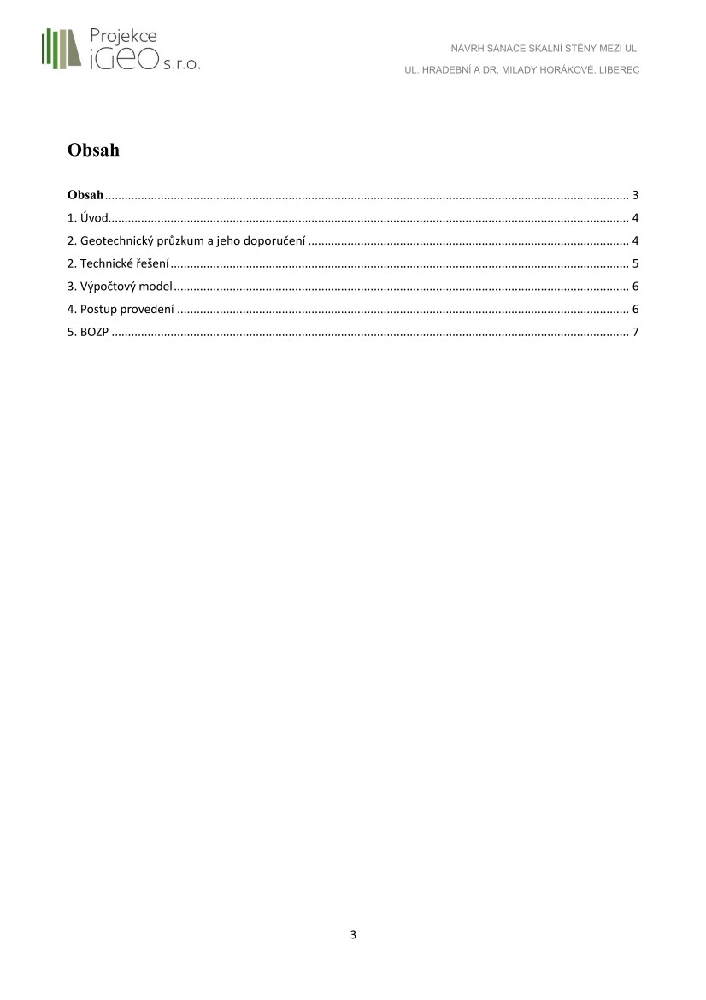 Projekce
iGEO s.r.o.
NÁVRH SANACE SKALNÍ STĚNY MEZI UL.
UL. HRADEBNÍ A DR. MILADY HORÁKOVÉ, LIBEREC
Obsah
Obsah 3
1. Úvod 4
2. Geotechnický průzkum a jeho doporučení 4
2. Technické řešení 5
3. Výpočtový model 6
4. Postup provedení 6
5. BOZP 7
3